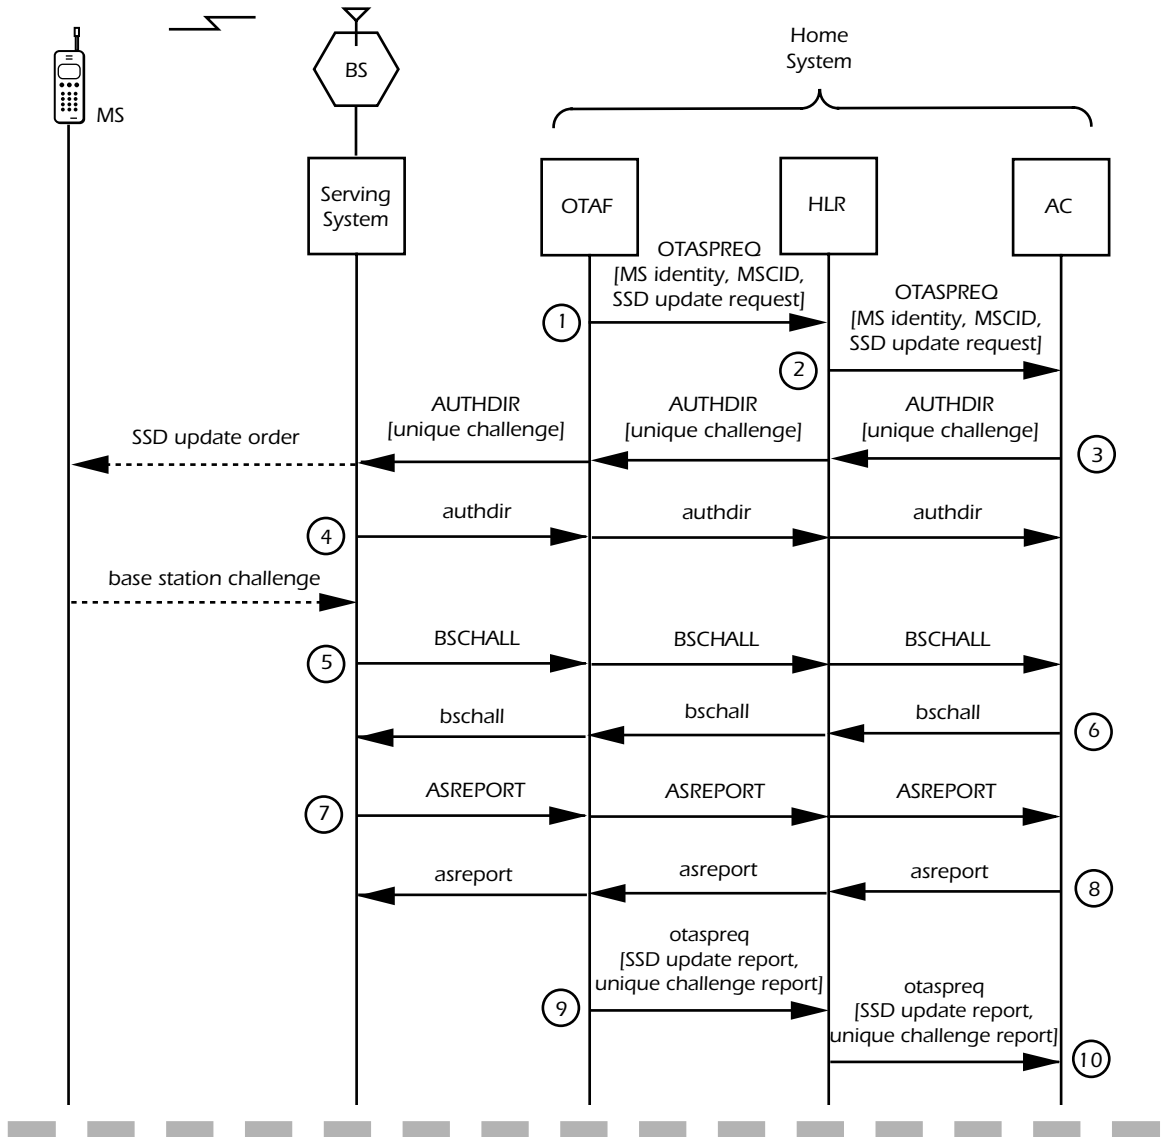 Home
System
BS
MS
Serving
System
OTAF
HLR
AC
OTASPREQ
[MS identity, MSCID,
SSD update request]
1
OTASPREQ
[MS identity, MSCID,
SSD update request]
2
SSD update order
AUTHDIR
[unique challenge]
AUTHDIR
[unique challenge]
AUTHDIR
[unique challenge]
3
4
authdir
authdir
authdir
base station challenge
5
BSCHALL
BSCHALL
BSCHALL
bschall
bschall
bschall
6
7
ASREPORT
ASREPORT
ASREPORT
asreport
asreport
asreport
8
otaspreq
[SSD update report,
unique challenge report]
9
otaspreq
[SSD update report,
unique challenge report]
10